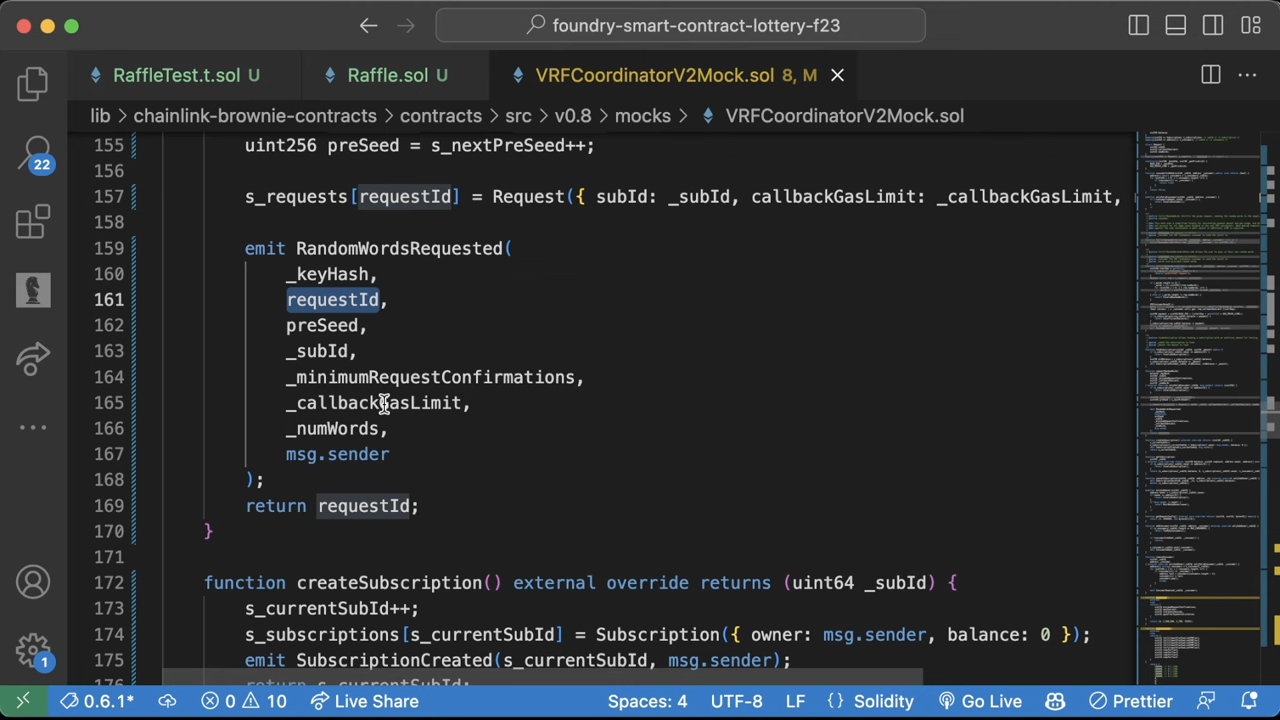 foundry-smart-contract-lottery-f23
RaffleTest.t.sol U
Raffle.sol U
VRFCoordinatorV2Mock.sol 8, M
lib > chainlink-brownie-contracts > contracts > src > v0.8 > mocks > VRFCoordinatorV2Mock.sol
155 uint256 preSeed = s_nextPreSeed++;
156
157 s_requests[requestId] = Request({ subId: _subId, callbackGasLimit: _callbackGasLimit,
158
159 emit RandomWordsRequested(
160 _keyHash,
161 requestId,
162 preSeed,
163 _subId,
164 _minimumRequestConfirmations,
165 _callbackGasLimit,
166 _numWords,
167 msg.sender
168 );
169 return requestId;
170 }
171
172 function createSubscription() external override returns (uint64 _subId) {
173 s_currentSubId++;
174 s_subscriptions[s_currentSubId] = Subscription({ owner: msg.sender, balance: 0 });
175 emit SubscriptionCreated(s_currentSubId, msg.sender);
176 return s_currentSubId
22
1
0.6.1* 0 10 Live Share Spaces: 4 UTF-8 LF {} Solidity Go Live Prettier